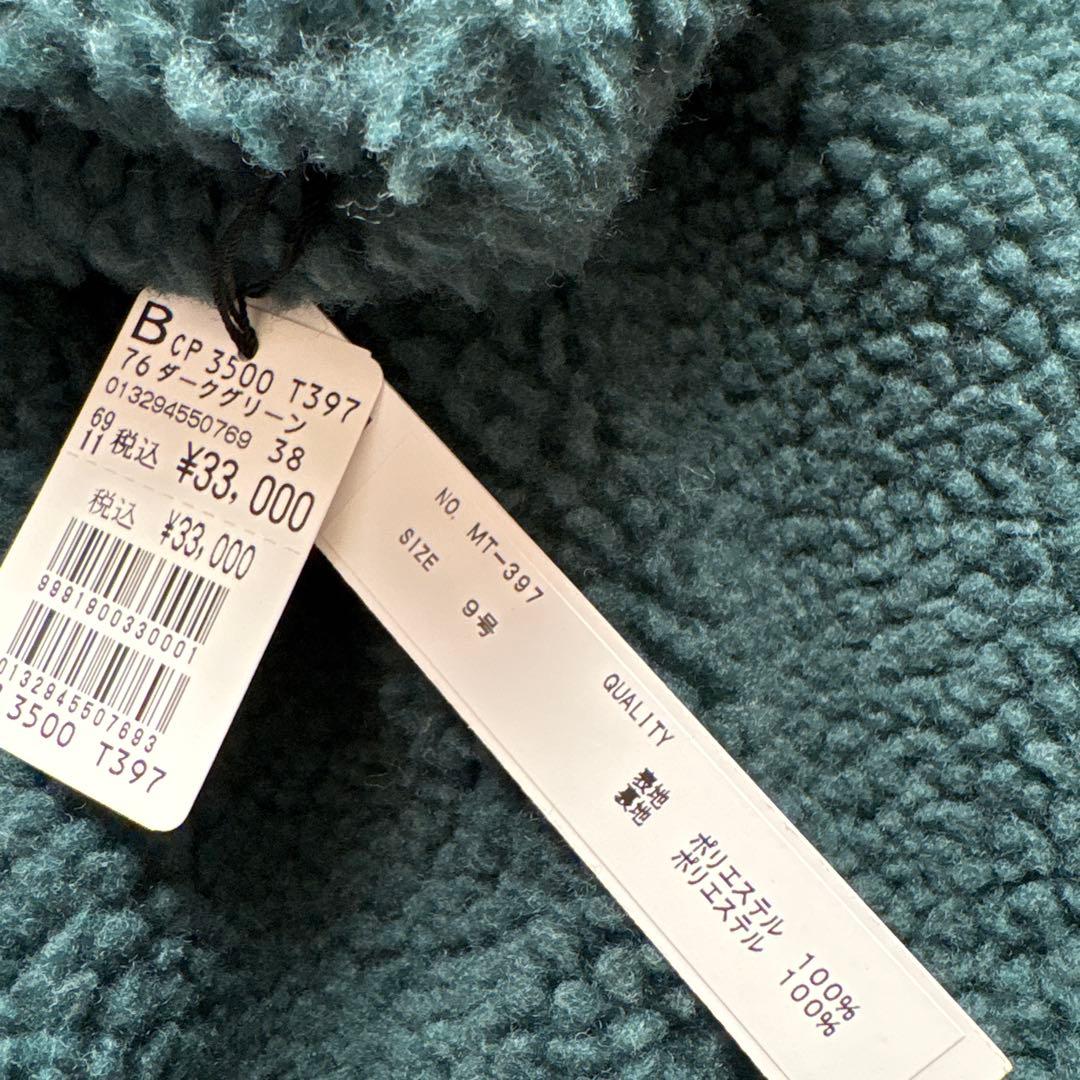 B CP 3500 T397
76 ダークグリーン
013294550769 38
69
11 税込 ¥33,000
税込 ¥33,000
9991900330001
0132945507693
3500 T397
NO. MT-397
SIZE
9号
QUALITY
表地 ポリエステル 100%
裏地 ポリエステル 100%